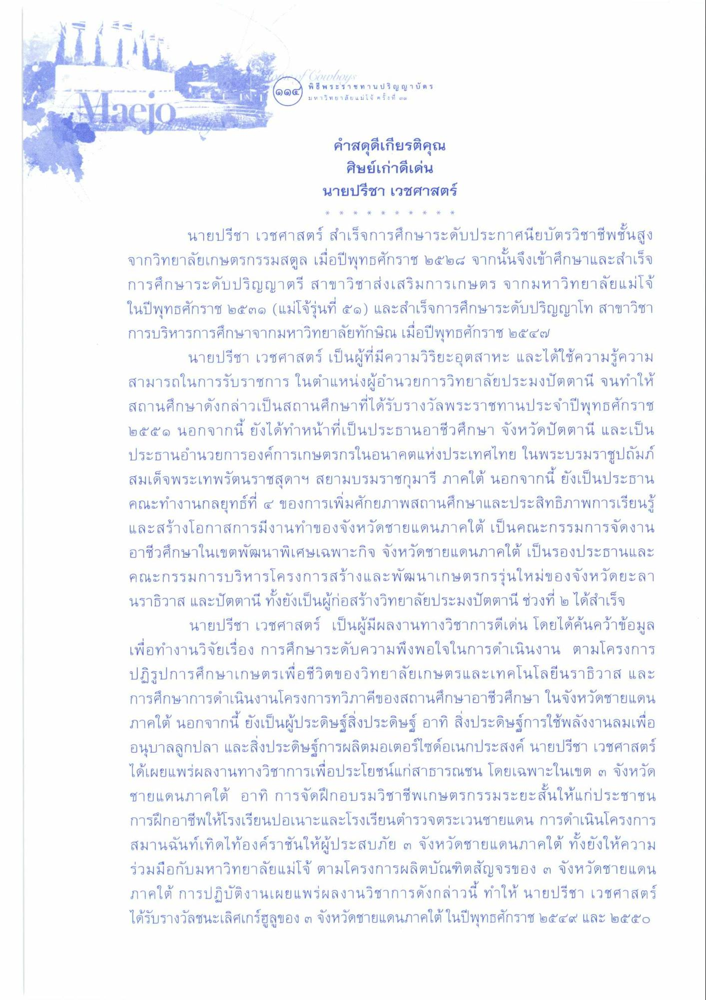 Home of Cowboys
๑๑๔
พิธีพระราชทานปริญญาบัตร
มหาวิทยาลัยแม่โจ้ ครั้งที่ ๓๑
Maejo
University
คำสดุดีเกียรติคุณ
ศิษย์เก่าดีเด่น
นายปรีชา เวชศาสตร์
* * * * * * * * * *
นายปรีชา เวชศาสตร์ สำเร็จการศึกษาระดับประกาศนียบัตรวิชาชีพชั้นสูง
จากวิทยาลัยเกษตรกรรมสตูล เมื่อปีพุทธศักราช ๒๕๒๘ จากนั้นจึงเข้าศึกษาและสำเร็จ
การศึกษาระดับปริญญาตรี สาขาวิชาส่งเสริมการเกษตร จากมหาวิทยาลัยแม่โจ้
ในปีพุทธศักราช ๒๕๓๑ (แม่โจ้รุ่นที่ ๕๑) และสำเร็จการศึกษาระดับปริญญาโท สาขาวิชา
การบริหารการศึกษาจากมหาวิทยาลัยทักษิณ เมื่อปีพุทธศักราช ๒๕๔๗
นายปรีชา เวชศาสตร์ เป็นผู้ที่มีความวิริยะอุตสาหะ และได้ใช้ความรู้ความ
สามารถในการรับราชการ ในตำแหน่งผู้อำนวยการวิทยาลัยประมงปัตตานี จนทำให้
สถานศึกษาดังกล่าวเป็นสถานศึกษาที่ได้รับรางวัลพระราชทานประจำปีพุทธศักราช
๒๕๕๑ นอกจากนี้ ยังได้ทำหน้าที่เป็นประธานอาชีวศึกษา จังหวัดปัตตานี และเป็น
ประธานอำนวยการองค์การเกษตรกรในอนาคตแห่งประเทศไทย ในพระบรมราชูปถัมภ์
สมเด็จพระเทพรัตนราชสุดาฯ สยามบรมราชกุมารี ภาคใต้ นอกจากนี้ ยังเป็นประธาน
คณะทำงานกลยุทธ์ที่ ๔ ของการเพิ่มศักยภาพสถานศึกษาและประสิทธิภาพการเรียนรู้
และสร้างโอกาสการมีงานทำของจังหวัดชายแดนภาคใต้ เป็นคณะกรรมการจัดงาน
อาชีวศึกษาในเขตพัฒนาพิเศษเฉพาะกิจ จังหวัดชายแดนภาคใต้ เป็นรองประธานและ
คณะกรรมการบริหารโครงการสร้างและพัฒนาเกษตรกรรุ่นใหม่ของจังหวัดยะลา
นราธิวาส และปัตตานี ทั้งยังเป็นผู้ก่อสร้างวิทยาลัยประมงปัตตานี ช่วงที่ ๒ ได้สำเร็จ
นายปรีชา เวชศาสตร์ เป็นผู้มีผลงานทางวิชาการดีเด่น โดยได้ค้นคว้าข้อมูล
เพื่อทำงานวิจัยเรื่อง การศึกษาระดับความพึงพอใจในการดำเนินงาน ตามโครงการ
ปฏิรูปการศึกษาเกษตรเพื่อชีวิตของวิทยาลัยเกษตรและเทคโนโลยีนราธิวาส และ
การศึกษาการดำเนินงานโครงการทวิภาคีของสถานศึกษาอาชีวศึกษา ในจังหวัดชายแดน
ภาคใต้ นอกจากนี้ ยังเป็นผู้ประดิษฐ์สิ่งประดิษฐ์ อาทิ สิ่งประดิษฐ์การใช้พลังงานลมเพื่อ
อนุบาลลูกปลา และสิ่งประดิษฐ์การผลิตมอเตอร์ไซด์อเนกประสงค์ นายปรีชา เวชศาสตร์
ได้เผยแพร่ผลงานทางวิชาการเพื่อประโยชน์แก่สาธารณชน โดยเฉพาะในเขต ๓ จังหวัด
ชายแดนภาคใต้ อาทิ การจัดฝึกอบรมวิชาชีพเกษตรกรรมระยะสั้นให้แก่ประชาชน
การฝึกอาชีพให้โรงเรียนปอเนาะและโรงเรียนตำรวจตระเวนชายแดน การดำเนินโครงการ
สมานฉันท์เทิดไท้องค์ราชันให้ผู้ประสบภัย ๓ จังหวัดชายแดนภาคใต้ ทั้งยังให้ความ
ร่วมมือกับมหาวิทยาลัยแม่โจ้ ตามโครงการผลิตบัณฑิตสัญจรของ ๓ จังหวัดชายแดน
ภาคใต้ การปฏิบัติงานเผยแพร่ผลงานวิชาการดังกล่าวนี้ ทำให้ นายปรีชา เวชศาสตร์
ได้รับรางวัลชนะเลิศเกร์ฮูลูของ ๓ จังหวัดชายแดนภาคใต้ ในปีพุทธศักราช ๒๕๔๙ และ ๒๕๕๐